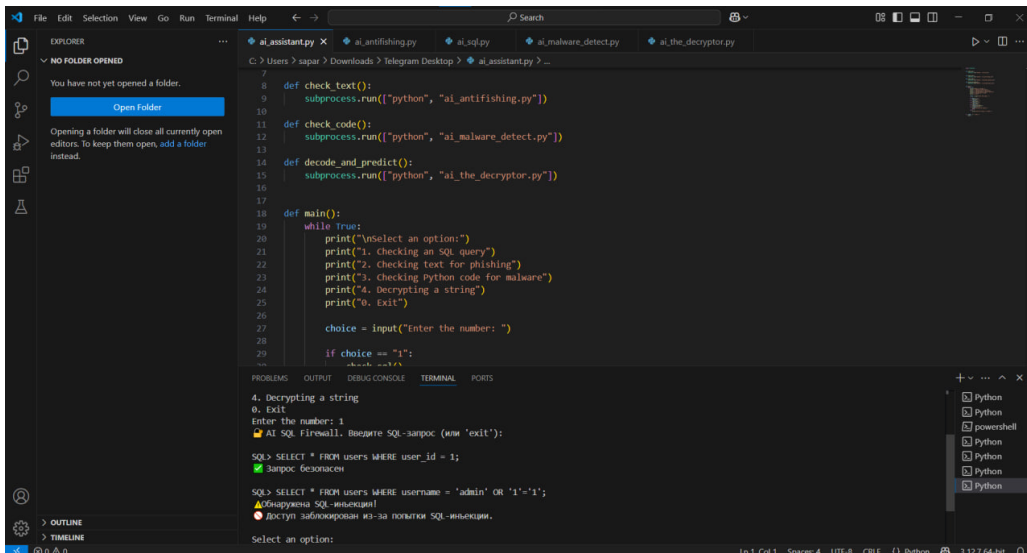 File Edit Selection View Go Run Terminal Help
Search
EXPLORER
NO FOLDER OPENED
You have not yet opened a folder.
Open Folder
Opening a folder will close all currently open
editors. To keep them open, add a folder
instead.
OUTLINE
TIMELINE
ai_assistant.py ai_antifishing.py ai_sql.py ai_malware_detect.py ai_the_decryptor.py
C: > Users > sapar > Downloads > Telegram Desktop > ai_assistant.py > ...
7
8 def check_text():
9 subprocess.run(["python", "ai_antifishing.py"])
10
11 def check_code():
12 subprocess.run(["python", "ai_malware_detect.py"])
13
14 def decode_and_predict():
15 subprocess.run(["python", "ai_the_decryptor.py"])
16
17
18 def main():
19 while True:
20 print("\nSelect an option:")
21 print("1. Checking an SQL query")
22 print("2. Checking text for phishing")
23 print("3. Checking Python code for malware")
24 print("4. Decrypting a string")
25 print("0. Exit")
26
27 choice = input("Enter the number: ")
28
29 if choice == "1":
PROBLEMS OUTPUT DEBUG CONSOLE TERMINAL PORTS
4. Decrypting a string
0. Exit
Enter the number: 1
🔐 AI SQL Firewall. Введите SQL-запрос (или 'exit'):
SQL> SELECT * FROM users WHERE user_id = 1;
✅ Запрос безопасен
SQL> SELECT * FROM users WHERE username = 'admin' OR '1'='1';
⚠Обнаружена SQL-инъекция!
🚫 Доступ заблокирован из-за попытки SQL-инъекции.
Select an option:
Python
Python
powershell
Python
Python
Python
Python
0 0
Ln 1, Col 1 Spaces: 4 UTF-8 CRLF {} Python 3.12.7 64-bit